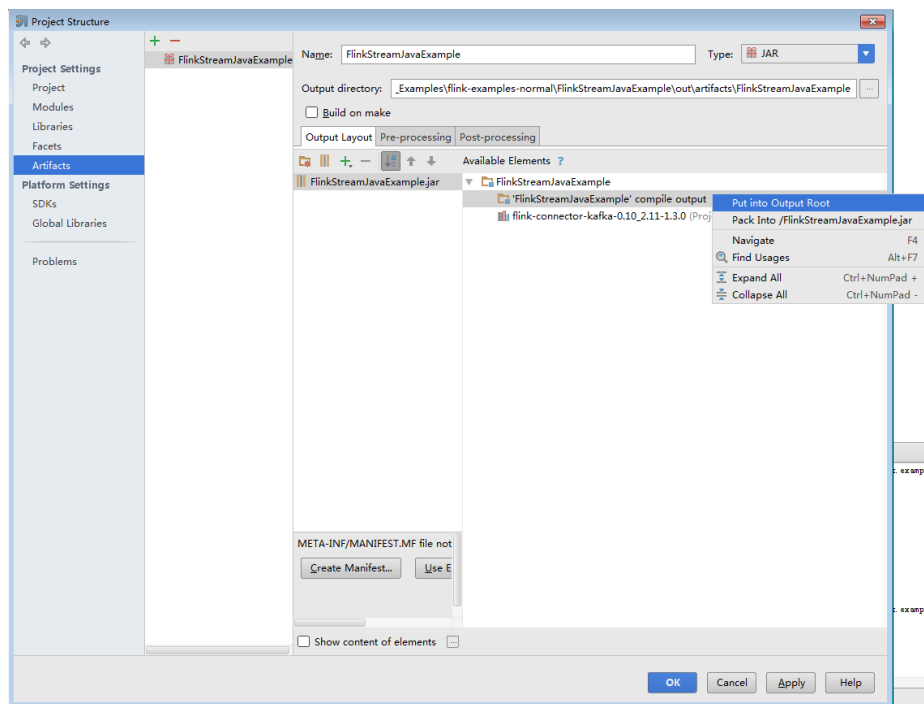 Project Structure
Project Settings
Project
Modules
Libraries
Facets
Artifacts
Platform Settings
SDKs
Global Libraries
Problems
FlinkStreamJavaExample
Name: FlinkStreamJavaExample
Type: JAR
Output directory: _Examples\flink-examples-normal\FlinkStreamJavaExample\out\artifacts\FlinkStreamJavaExample ...
Build on make
Output Layout Pre-processing Post-processing
Available Elements ?
FlinkStreamJavaExample.jar
FlinkStreamJavaExample
'FlinkStreamJavaExample' compile output
flink-connector-kafka-0.10_2.11-1.3.0 (Proj
Put into Output Root
Pack Into /FlinkStreamJavaExample.jar
Navigate F4
Find Usages Alt+F7
Expand All Ctrl+NumPad +
Collapse All Ctrl+NumPad -
META-INF/MANIFEST.MF file not
Create Manifest... Use E
Show content of elements ...
OK Cancel Apply Help
. examp
. examp